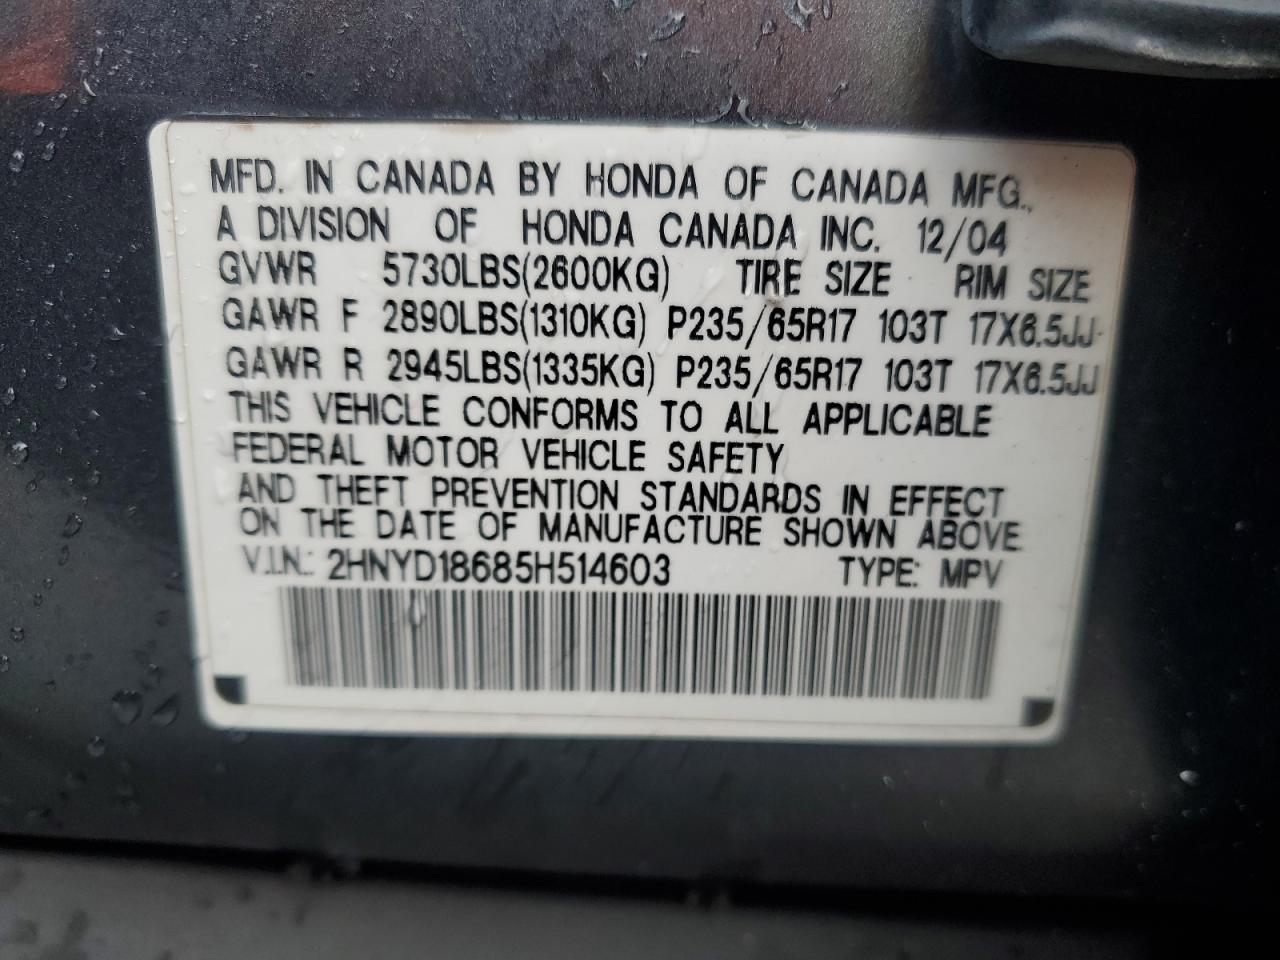 MFD. IN CANADA BY HONDA OF CANADA MFG.,
A DIVISION OF HONDA CANADA INC. 12/04
GVWR 5730LBS(2600KG) TIRE SIZE RIM SIZE
GAWR F 2890LBS(1310KG) P235/65R17 103T 17X6.5JJ
GAWR R 2945LBS(1335KG) P235/65R17 103T 17X6.5JJ
THIS VEHICLE CONFORMS TO ALL APPLICABLE
FEDERAL MOTOR VEHICLE SAFETY
AND THEFT PREVENTION STANDARDS IN EFFECT
ON THE DATE OF MANUFACTURE SHOWN ABOVE
V.I.N.: 2HNYD18685H514603 TYPE: MPV